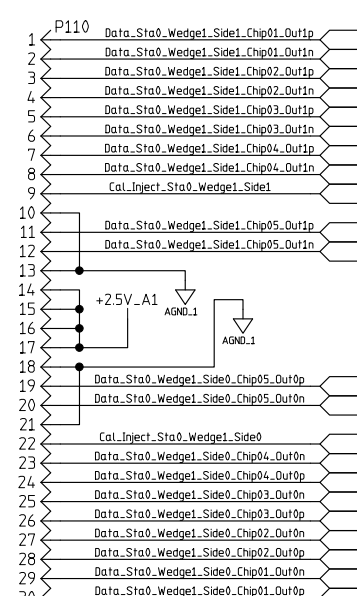 P110
1 Data_Sta0_Wedge1_Side1_Chip01_Out1p
2 Data_Sta0_Wedge1_Side1_Chip01_Out1n
3 Data_Sta0_Wedge1_Side1_Chip02_Out1p
4 Data_Sta0_Wedge1_Side1_Chip02_Out1n
5 Data_Sta0_Wedge1_Side1_Chip03_Out1p
6 Data_Sta0_Wedge1_Side1_Chip03_Out1n
7 Data_Sta0_Wedge1_Side1_Chip04_Out1p
8 Data_Sta0_Wedge1_Side1_Chip04_Out1n
9 Cal_Inject_Sta0_Wedge1_Side1
10
11 Data_Sta0_Wedge1_Side1_Chip05_Out1p
12 Data_Sta0_Wedge1_Side1_Chip05_Out1n
13
14
+2.5V_A1
15 AGND_1
16
17 AGND_1
18
19 Data_Sta0_Wedge1_Side0_Chip05_Out0p
20 Data_Sta0_Wedge1_Side0_Chip05_Out0n
21
22 Cal_Inject_Sta0_Wedge1_Side0
23 Data_Sta0_Wedge1_Side0_Chip04_Out0n
24 Data_Sta0_Wedge1_Side0_Chip04_Out0p
25 Data_Sta0_Wedge1_Side0_Chip03_Out0n
26 Data_Sta0_Wedge1_Side0_Chip03_Out0p
27 Data_Sta0_Wedge1_Side0_Chip02_Out0n
28 Data_Sta0_Wedge1_Side0_Chip02_Out0p
29 Data_Sta0_Wedge1_Side0_Chip01_Out0n
30 Data_Sta0_Wedge1_Side0_Chip01_Out0p